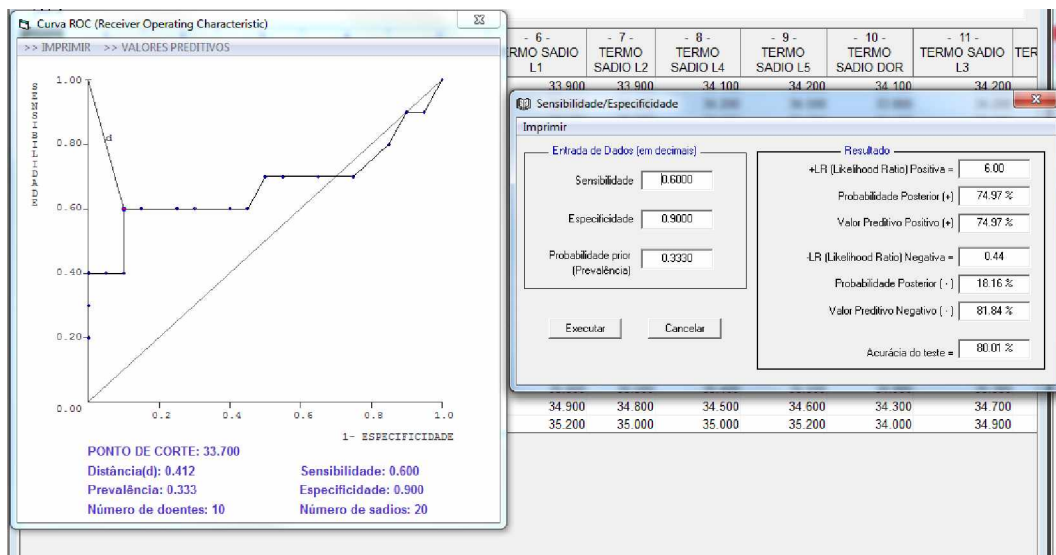 Curva ROC (Receiver Operating Characteristic)
>> IMPRIMIR >> VALORES PREDITIVOS
SENSIBILIDADE
1.00
0.80
0.60
0.40
0.20
0.00
d
0.2 0.4 0.6 0.8 1.0
1- ESPECIFICIDADE
PONTO DE CORTE: 33.700
Distância(d): 0.412 Sensibilidade: 0.600
Prevalência: 0.333 Especificidade: 0.900
Número de doentes: 10 Número de sadios: 20
- 6 - - 7 - - 8 - - 9 - - 10 - - 11 -
RMO SADIO TERMO TERMO TERMO TERMO TERMO SADIO TER
L1 SADIO L2 SADIO L4 SADIO L5 SADIO DOR L3
33.900 33.900 34.100 34.200 34.100 34.200
Sensibilidade/Especificidade
Imprimir
Entrada de Dados (em decimais)
Sensibilidade 0.6000
Especificidade 0.9000
Probabilidade prior 0.3330
(Prevalência)
Executar Cancelar
Resultado
+LR (Likelihood Ratio) Positiva = 6.00
Probabilidade Posterior (+) 74.97 %
Valor Preditivo Positivo (+) 74.97 %
-LR (Likelihood Ratio) Negativa = 0.44
Probabilidade Posterior ( - ) 18.16 %
Valor Preditivo Negativo ( - ) 81.84 %
Acurácia do teste = 80.01 %
34.900 34.800 34.500 34.600 34.300 34.700
35.200 35.000 35.000 35.200 34.000 34.900